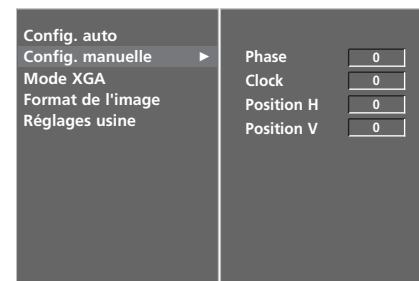 Config. auto
Config. manuelle ►
Mode XGA
Format de l'image
Réglages usine
Phase 0
Clock 0
Position H 0
Position V 0